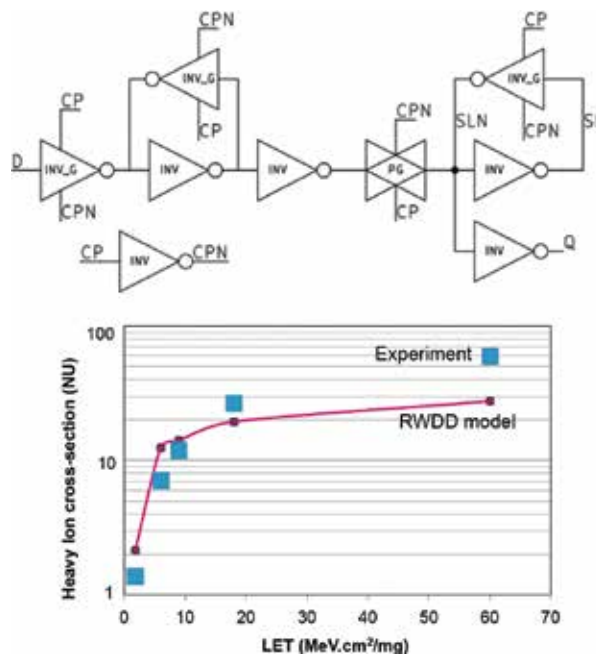 CPN
CP
INV_G
INV_G
CP
CP
CPN
CPN
SLN
D
INV_G
INV
INV
PG
INV
CPN
CP
CP
INV
CPN
INV
Q
100
Experiment
RWDD model
10
1
Heavy Ion cross-section (NU)
0
10
20
30
40
50
60
70
LET (MeV.cm²/mg)